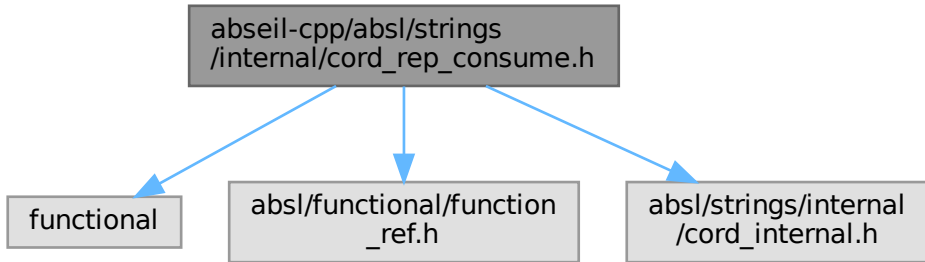 abseil-cpp/absl/strings
/internal/cord_rep_consume.h
functional
absl/functional/function
_ref.h
absl/strings/internal
/cord_internal.h